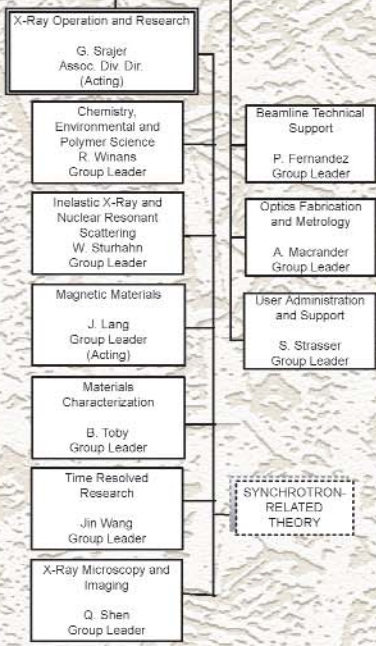 X-Ray Operation and Research
G. Srajer
Assoc. Div. Dir.
(Acting)
Chemistry,
Environmental and
Polymer Science
R. Winans
Group Leader
Inelastic X-Ray and
Nuclear Resonant
Scattering
W. Sturhahn
Group Leader
Magnetic Materials
J. Lang
Group Leader
(Acting)
Materials
Characterization
B. Toby
Group Leader
Time Resolved
Research
Jin Wang
Group Leader
X-Ray Microscopy and
Imaging
Q. Shen
Group Leader
Beamline Technical
Support
P. Fernandez
Group Leader
Optics Fabrication
and Metrology
A. Macrander
Group Leader
User Administration
and Support
S. Strasser
Group Leader
SYNCHROTRON-
RELATED
THEORY